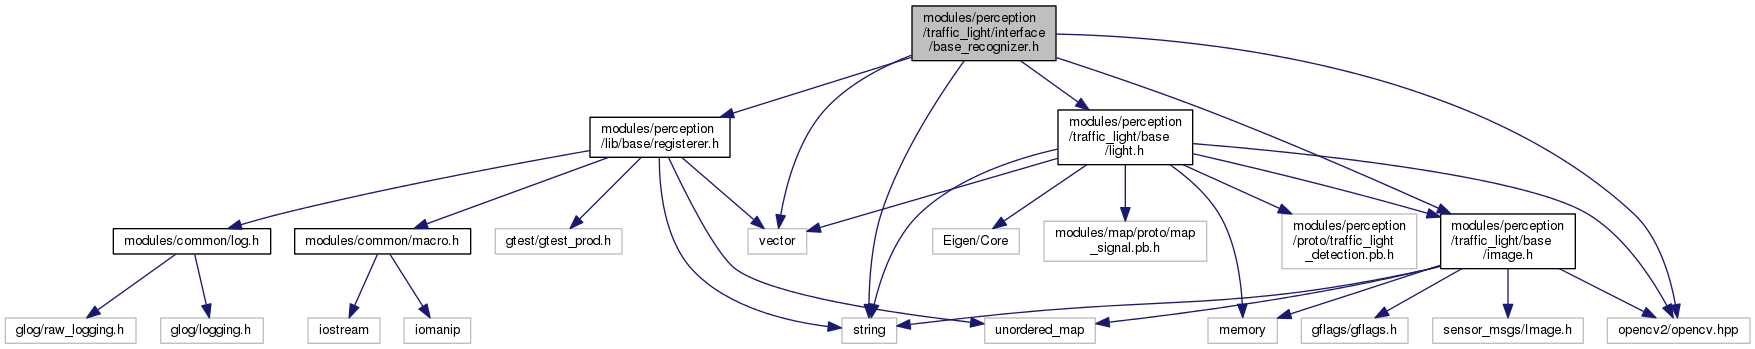 modules/perception
/traffic_light/interface
/base_recognizer.h
modules/perception
/lib/base/registerer.h
modules/perception
/traffic_light/base
/light.h
modules/common/log.h
modules/common/macro.h
gtest/gtest_prod.h
vector
Eigen/Core
modules/map/proto/map
_signal.pb.h
modules/perception
/proto/traffic_light
_detection.pb.h
modules/perception
/traffic_light/base
/image.h
glog/raw_logging.h
glog/logging.h
iostream
iomanip
string
unordered_map
memory
gflags/gflags.h
sensor_msgs/Image.h
opencv2/opencv.hpp